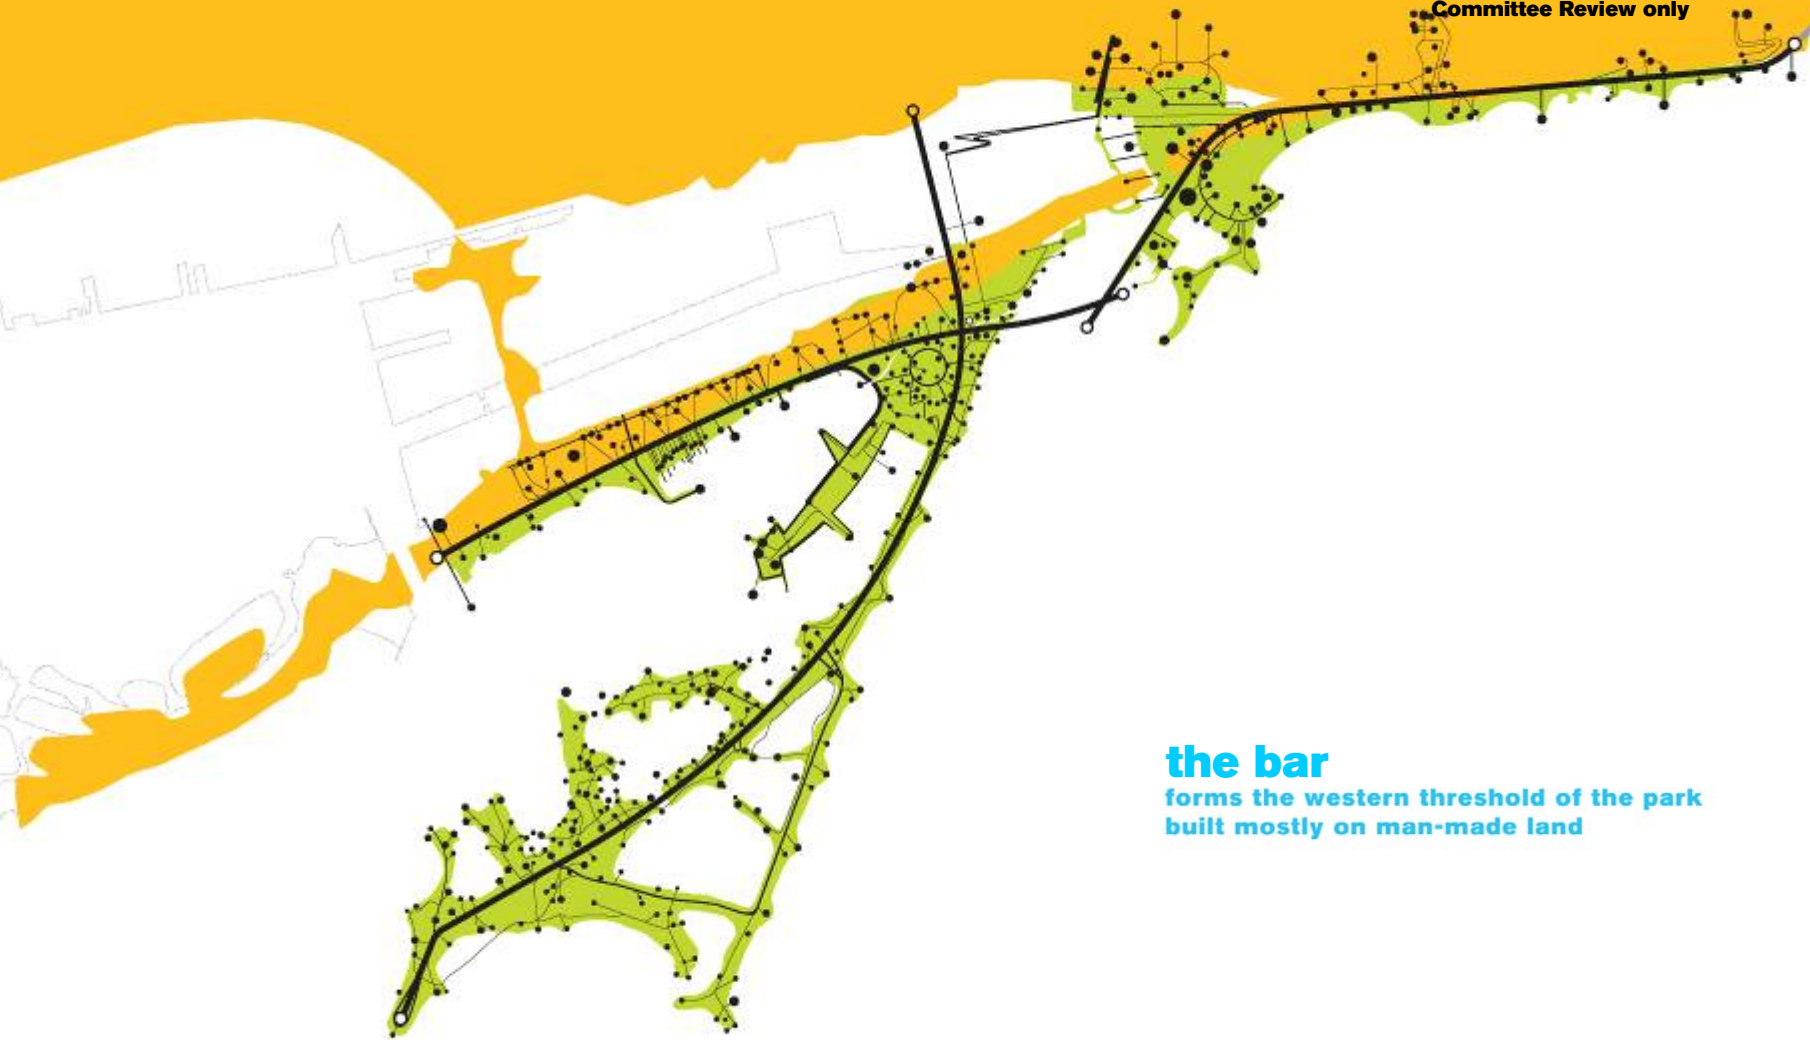 Committee Review only
the bar
forms the western threshold of the park
built mostly on man-made land